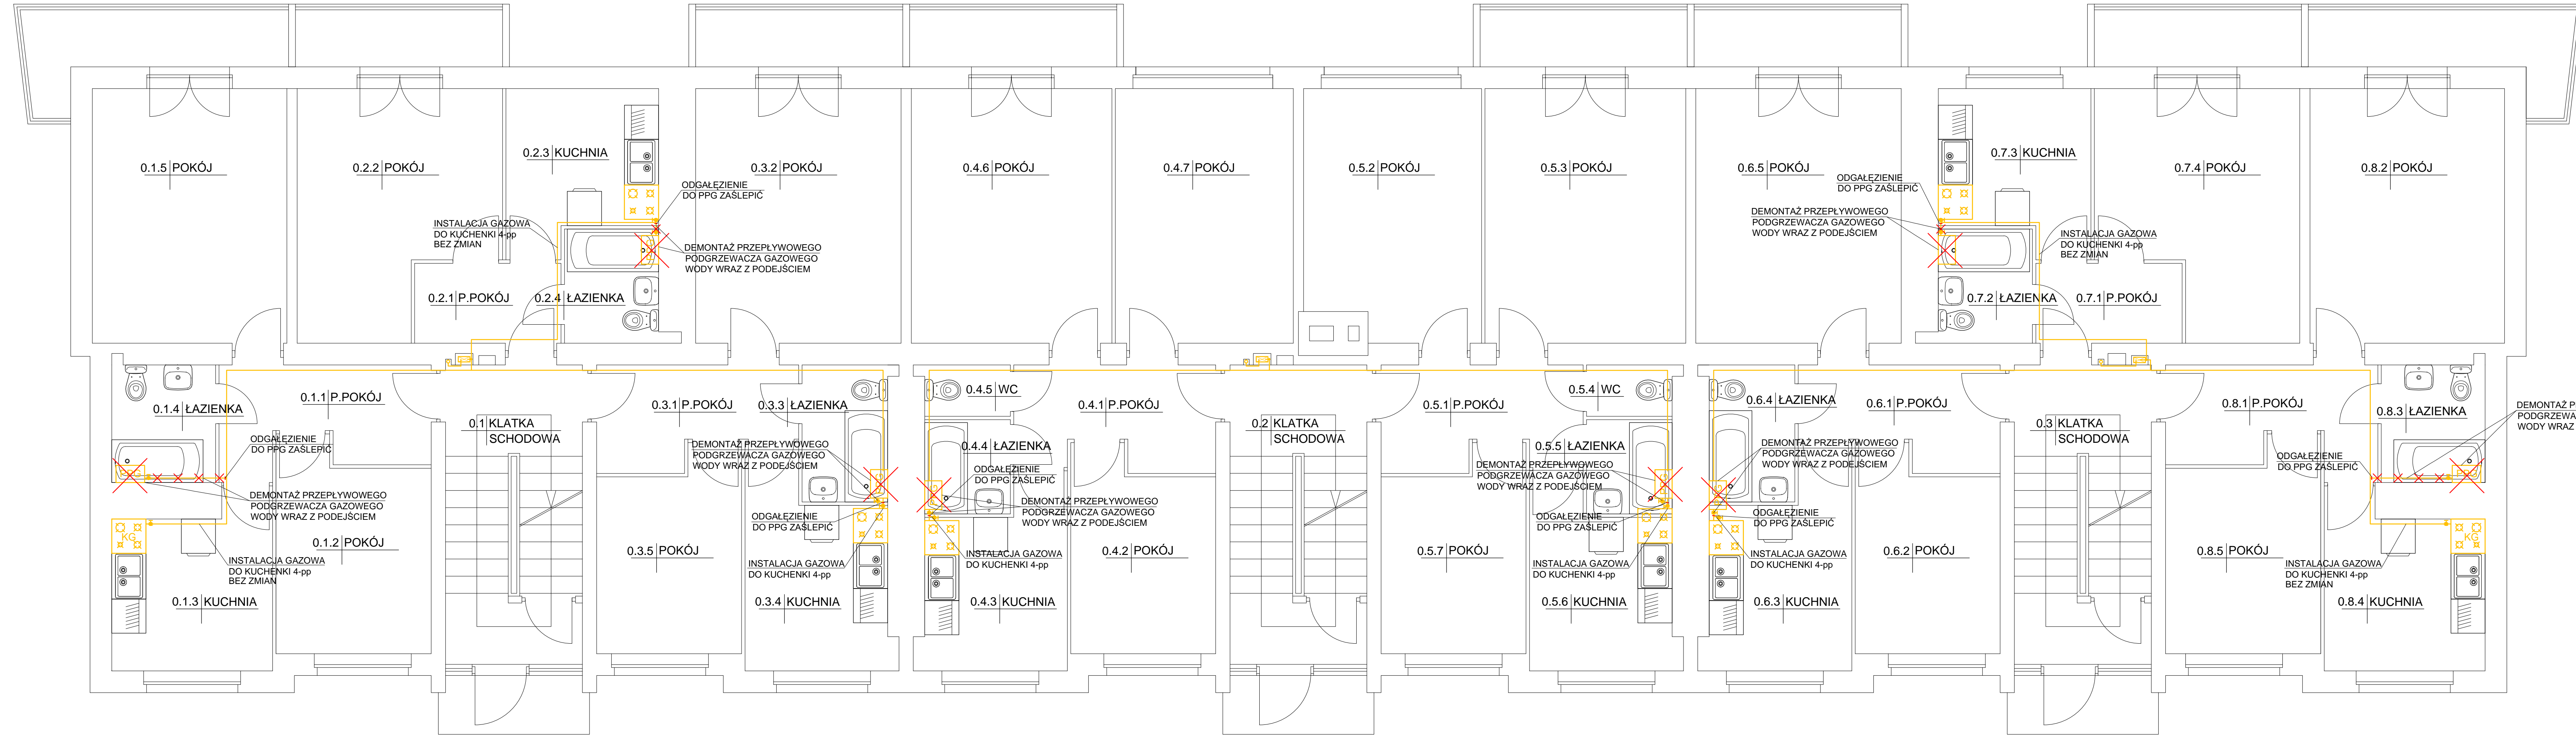 0.1.5 POKÓJ
0.2.2 POKÓJ
0.2.3 KUCHNIA
0.3.2 POKÓJ
0.4.6 POKÓJ
0.4.7 POKÓJ
0.5.2 POKÓJ
0.5.3 POKÓJ
0.6.5 POKÓJ
0.7.3 KUCHNIA
0.7.4 POKÓJ
0.8.2 POKÓJ
ODGAŁĘZIENIE
DO PPG ZAŚLEPIĆ
INSTALACJA GAZOWA
DO KUCHENKI 4-pp
BEZ ZMIAN
DEMONTAŻ PRZEPŁYWOWEGO
PODGRZEWACZA GAZOWEGO
WODY WRAZ Z PODEJŚCIEM
ODGAŁĘZIENIE
DO PPG ZAŚLEPIĆ
DEMONTAŻ PRZEPŁYWOWEGO
PODGRZEWACZA GAZOWEGO
WODY WRAZ Z PODEJŚCIEM
INSTALACJA GAZOWA
DO KUCHENKI 4-pp
BEZ ZMIAN
0.2.1 P.POKÓJ
0.2.4 ŁAZIENKA
0.7.2 ŁAZIENKA
0.7.1 P.POKÓJ
0.1.4 ŁAZIENKA
0.1.1 P.POKÓJ
0.1 KLATKA
SCHODOWA
0.3.1 P.POKÓJ
0.3.3 ŁAZIENKA
0.4.5 WC
0.4.1 P.POKÓJ
0.4.4 ŁAZIENKA
0.2 KLATKA
SCHODOWA
0.5.1 P.POKÓJ
0.5.4 WC
0.5.5 ŁAZIENKA
0.6.4 ŁAZIENKA
0.6.1 P.POKÓJ
0.3 KLATKA
SCHODOWA
0.8.1 P.POKÓJ
0.8.3 ŁAZIENKA
DEMONTAŻ P
PODGRZEWA
WODY WRAZ
ODGAŁĘZIENIE
DO PPG ZAŚLEPIĆ
DEMONTAŻ PRZEPŁYWOWEGO
PODGRZEWACZA GAZOWEGO
WODY WRAZ Z PODEJŚCIEM
INSTALACJA GAZOWA
DO KUCHENKI 4-pp
BEZ ZMIAN
KG
DEMONTAŻ PRZEPŁYWOWEGO
PODGRZEWACZA GAZOWEGO
WODY WRAZ Z PODEJŚCIEM
ODGAŁĘZIENIE
DO PPG ZAŚLEPIĆ
INSTALACJA GAZOWA
DO KUCHENKI 4-pp
ODGAŁĘZIENIE
DO PPG ZAŚLEPIĆ
DEMONTAŻ PRZEPŁYWOWEGO
PODGRZEWACZA GAZOWEGO
WODY WRAZ Z PODEJŚCIEM
INSTALACJA GAZOWA
DO KUCHENKI 4-pp
DEMONTAŻ PRZEPŁYWOWEGO
PODGRZEWACZA GAZOWEGO
WODY WRAZ Z PODEJŚCIEM
ODGAŁĘZIENIE
DO PPG ZAŚLEPIĆ
INSTALACJA GAZOWA
DO KUCHENKI 4-pp
DEMONTAŻ PRZEPŁYWOWEGO
PODGRZEWACZA GAZOWEGO
WODY WRAZ Z PODEJŚCIEM
ODGAŁĘZIENIE
DO PPG ZAŚLEPIĆ
INSTALACJA GAZOWA
DO KUCHENKI 4-pp
ODGAŁĘZIENIE
DO PPG ZAŚLEPIĆ
INSTALACJA GAZOWA
DO KUCHENKI 4-pp
BEZ ZMIAN
KG
0.1.2 POKÓJ
0.3.5 POKÓJ
0.4.2 POKÓJ
0.5.7 POKÓJ
0.6.2 POKÓJ
0.8.5 POKÓJ
0.1.3 KUCHNIA
0.3.4 KUCHNIA
0.4.3 KUCHNIA
0.5.6 KUCHNIA
0.6.3 KUCHNIA
0.8.4 KUCHNIA